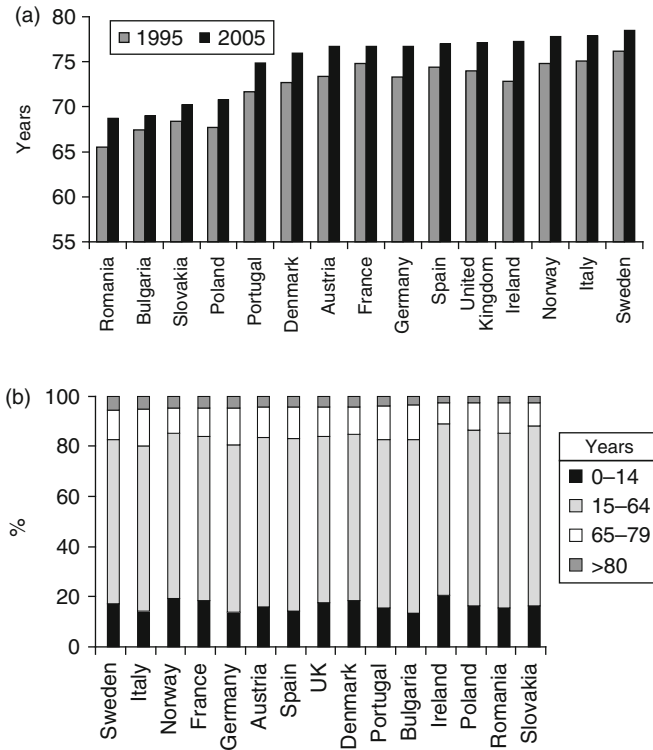 (a)
80
75
70
65
60
55
Years
1995 2005
Romania
Bulgaria
Slovakia
Poland
Portugal
Denmark
Austria
France
Germany
Spain
United
Kingdom
Ireland
Norway
Italy
Sweden
(b)
100
80
60
40
20
0
%
Years
0–14
15–64
65–79
>80
Sweden
Italy
Norway
France
Germany
Austria
Spain
UK
Denmark
Portugal
Bulgaria
Ireland
Poland
Romania
Slovakia